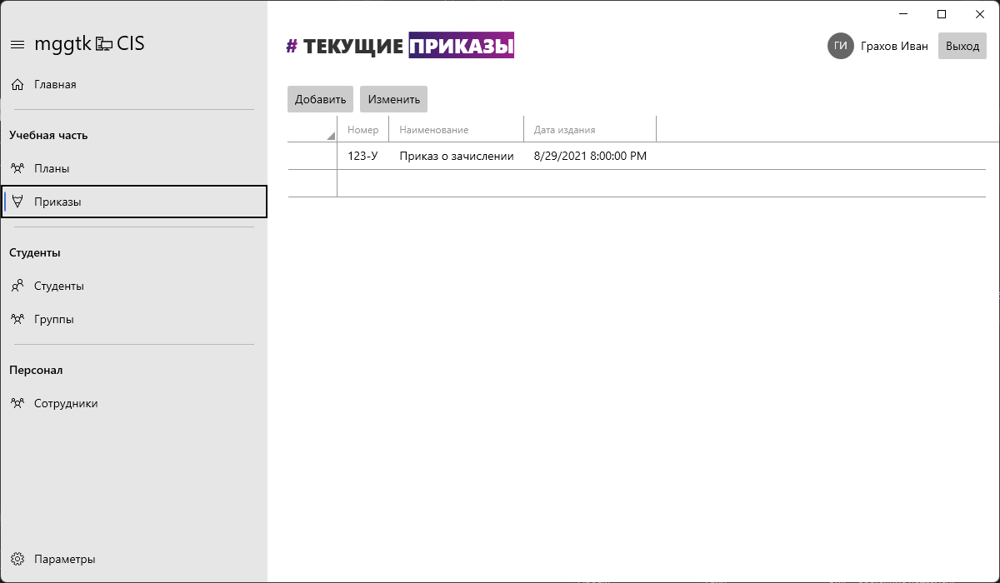 mggtk CIS
Главная
Учебная часть
Планы
Приказы
Студенты
Студенты
Группы
Персонал
Сотрудники
Параметры
# ТЕКУЩИЕ ПРИКАЗЫ
ГИ Грахов Иван Выход
Добавить Изменить
Номер Наименование Дата издания
123-У Приказ о зачислении 8/29/2021 8:00:00 PM